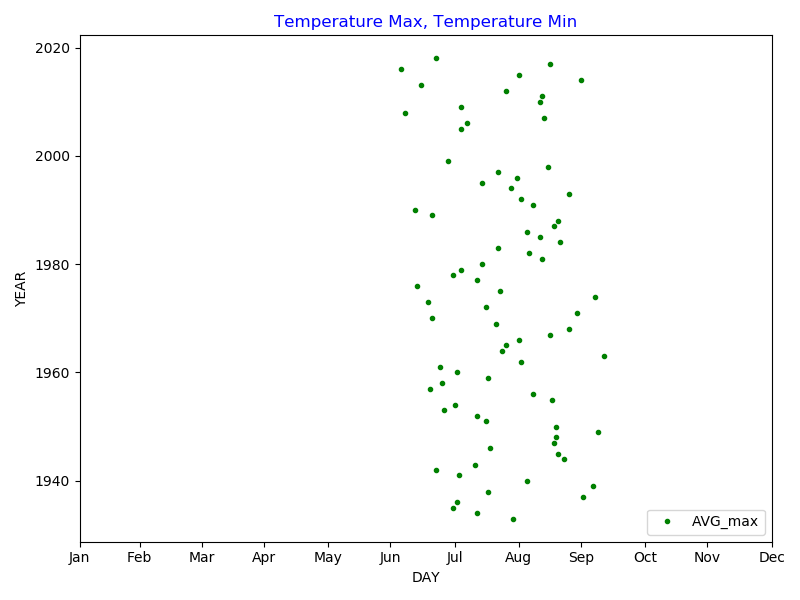 Temperature Max, Temperature Min
2020
2000
1980
1960
1940
YEAR
AVG_max
Jan Feb Mar Apr May Jun Jul Aug Sep Oct Nov Dec
DAY